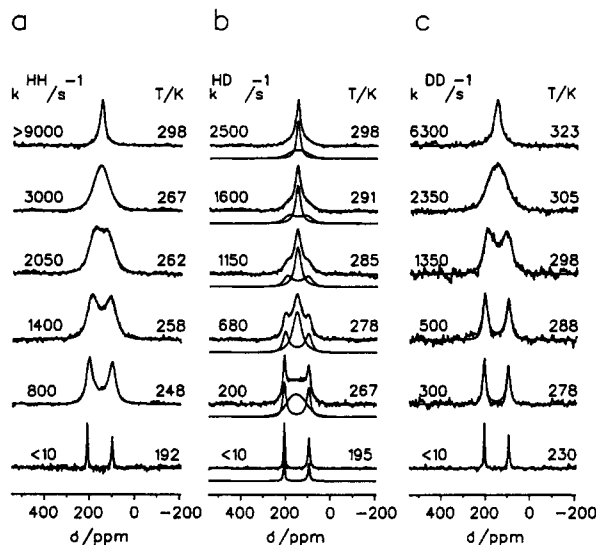 a b c
k HH/s-1 T/K k HD/s-1 T/K k DD/s-1 T/K
>9000 298 2500 298 6300 323
3000 267 1600 291 2350 305
2050 262 1150 285 1350 298
1400 258 680 278 500 288
800 248 200 267 300 278
<10 192 <10 195 <10 230
400 200 0 -200 400 200 0 -200 400 200 0 -200
d /ppm d /ppm d /ppm